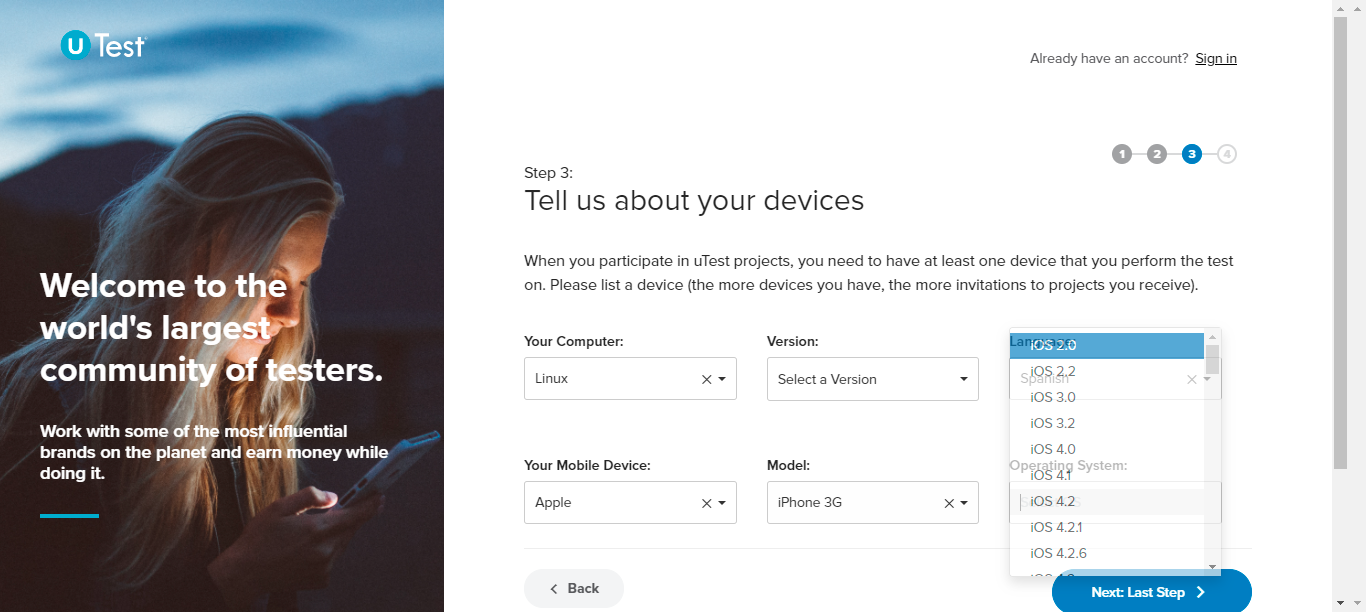 uTest
Already have an account? Sign in
1 2 3 4
Step 3:
Tell us about your devices
When you participate in uTest projects, you need to have at least one device that you perform the test
on. Please list a device (the more devices you have, the more invitations to projects you receive).
Welcome to the
world's largest
community of testers.
Work with some of the most influential
brands on the planet and earn money while
doing it.
Your Computer:
Version:
Language:
Linux
Select a Version
Spanish
Your Mobile Device:
Model:
Operating System:
Apple
iPhone 3G
iOS 2.0
iOS 2.2
iOS 3.0
iOS 3.2
iOS 4.0
iOS 4.1
iOS 4.2
iOS 4.2.1
iOS 4.2.6
Back
Next: Last Step